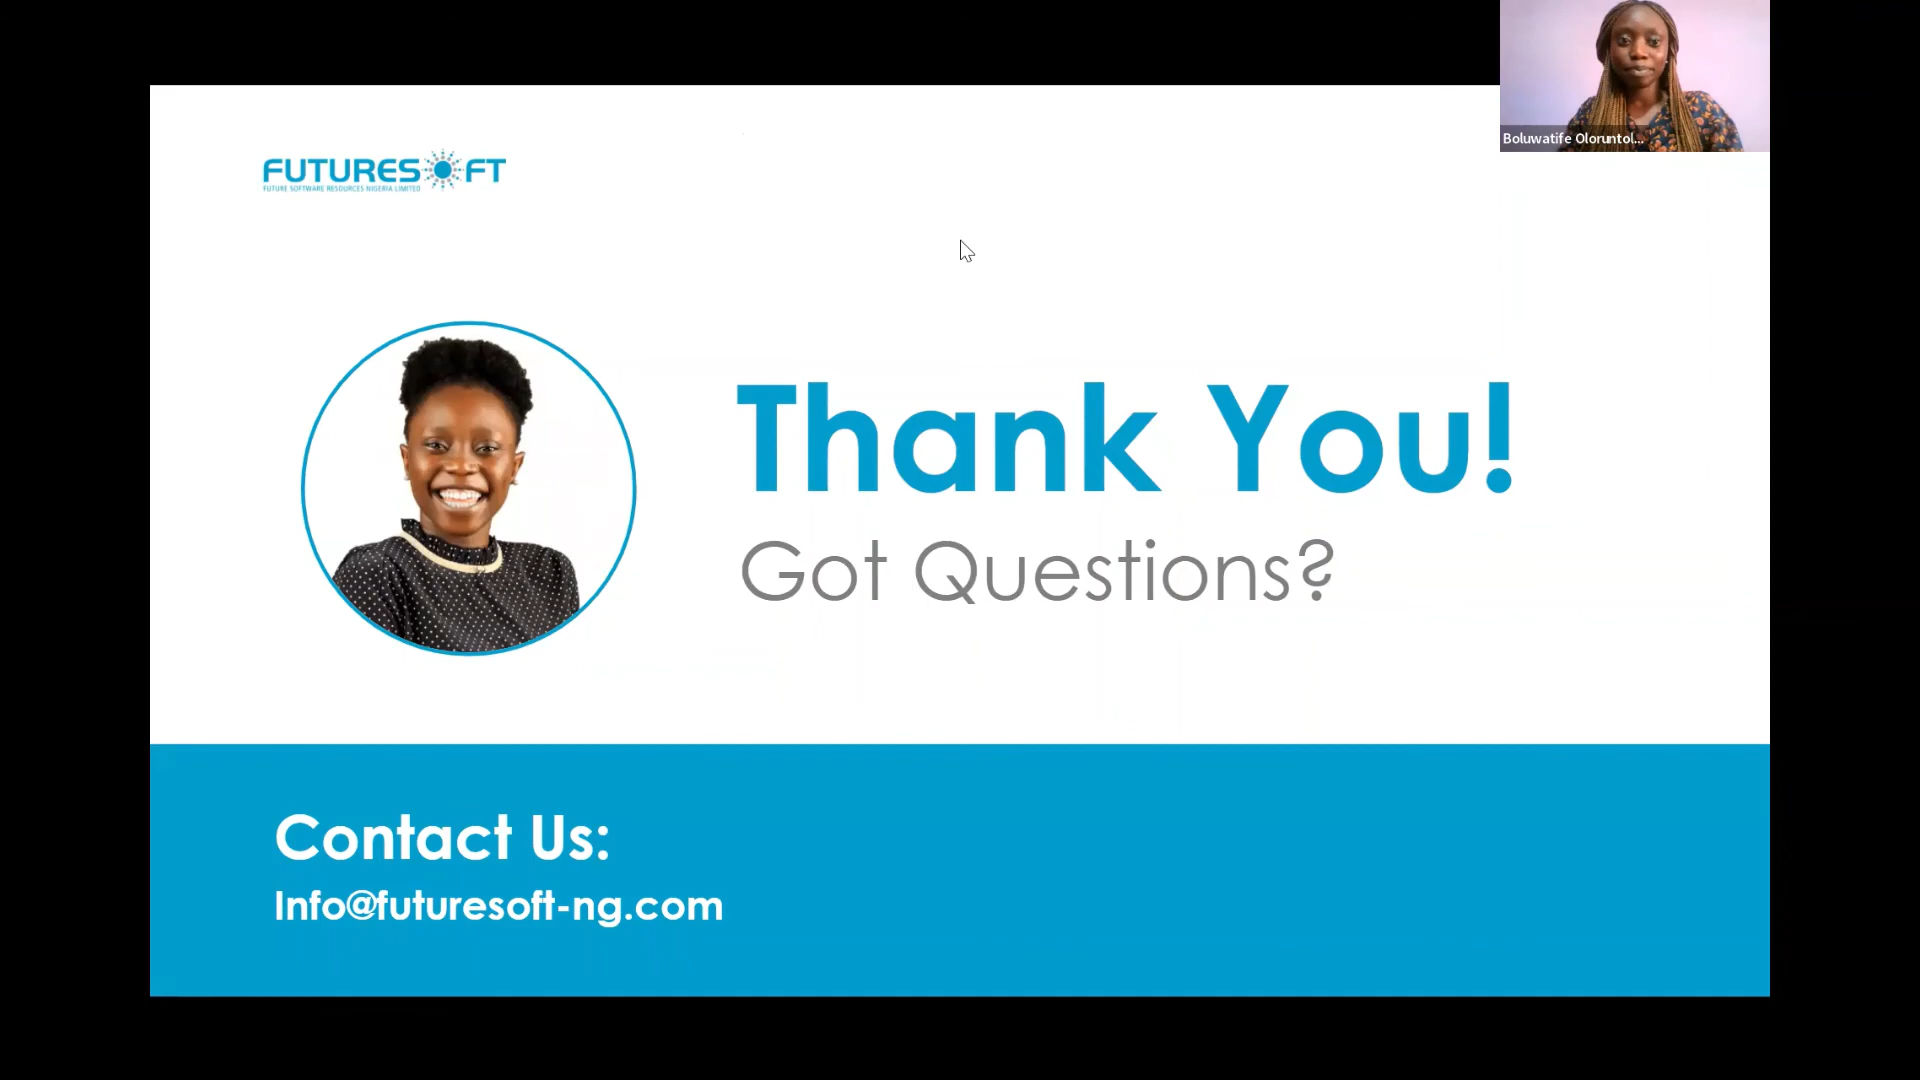 Boluwatife Oloruntol...
FUTURESOFT
FUTURE SOFTWARE RESOURCES NIGERIA LIMITED
Thank You!
Got Questions?
Contact Us:
Info@futuresoft-ng.com